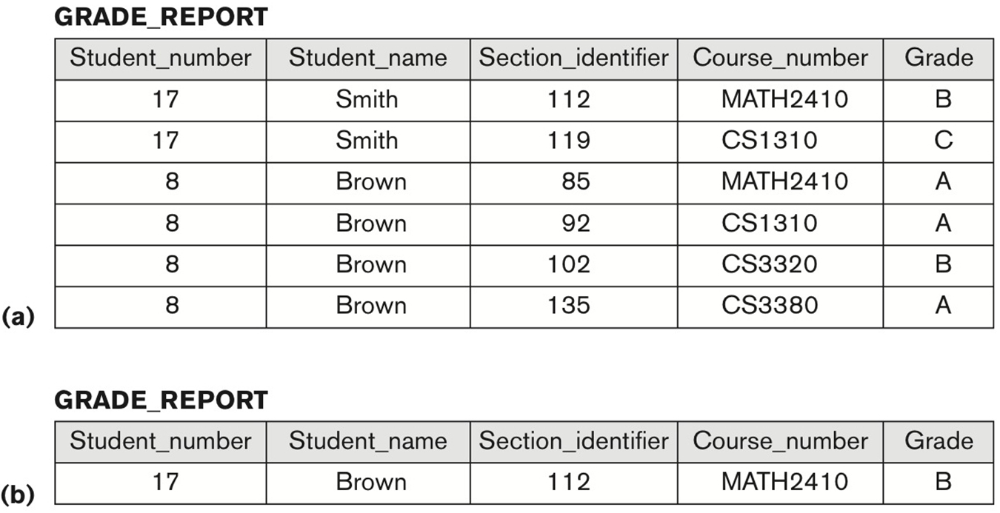 GRADE_REPORT
Student_number Student_name Section_identifier Course_number Grade
17 Smith 112 MATH2410 B
17 Smith 119 CS1310 C
8 Brown 85 MATH2410 A
8 Brown 92 CS1310 A
8 Brown 102 CS3320 B
(a) 8 Brown 135 CS3380 A
GRADE_REPORT
Student_number Student_name Section_identifier Course_number Grade
(b) 17 Brown 112 MATH2410 B